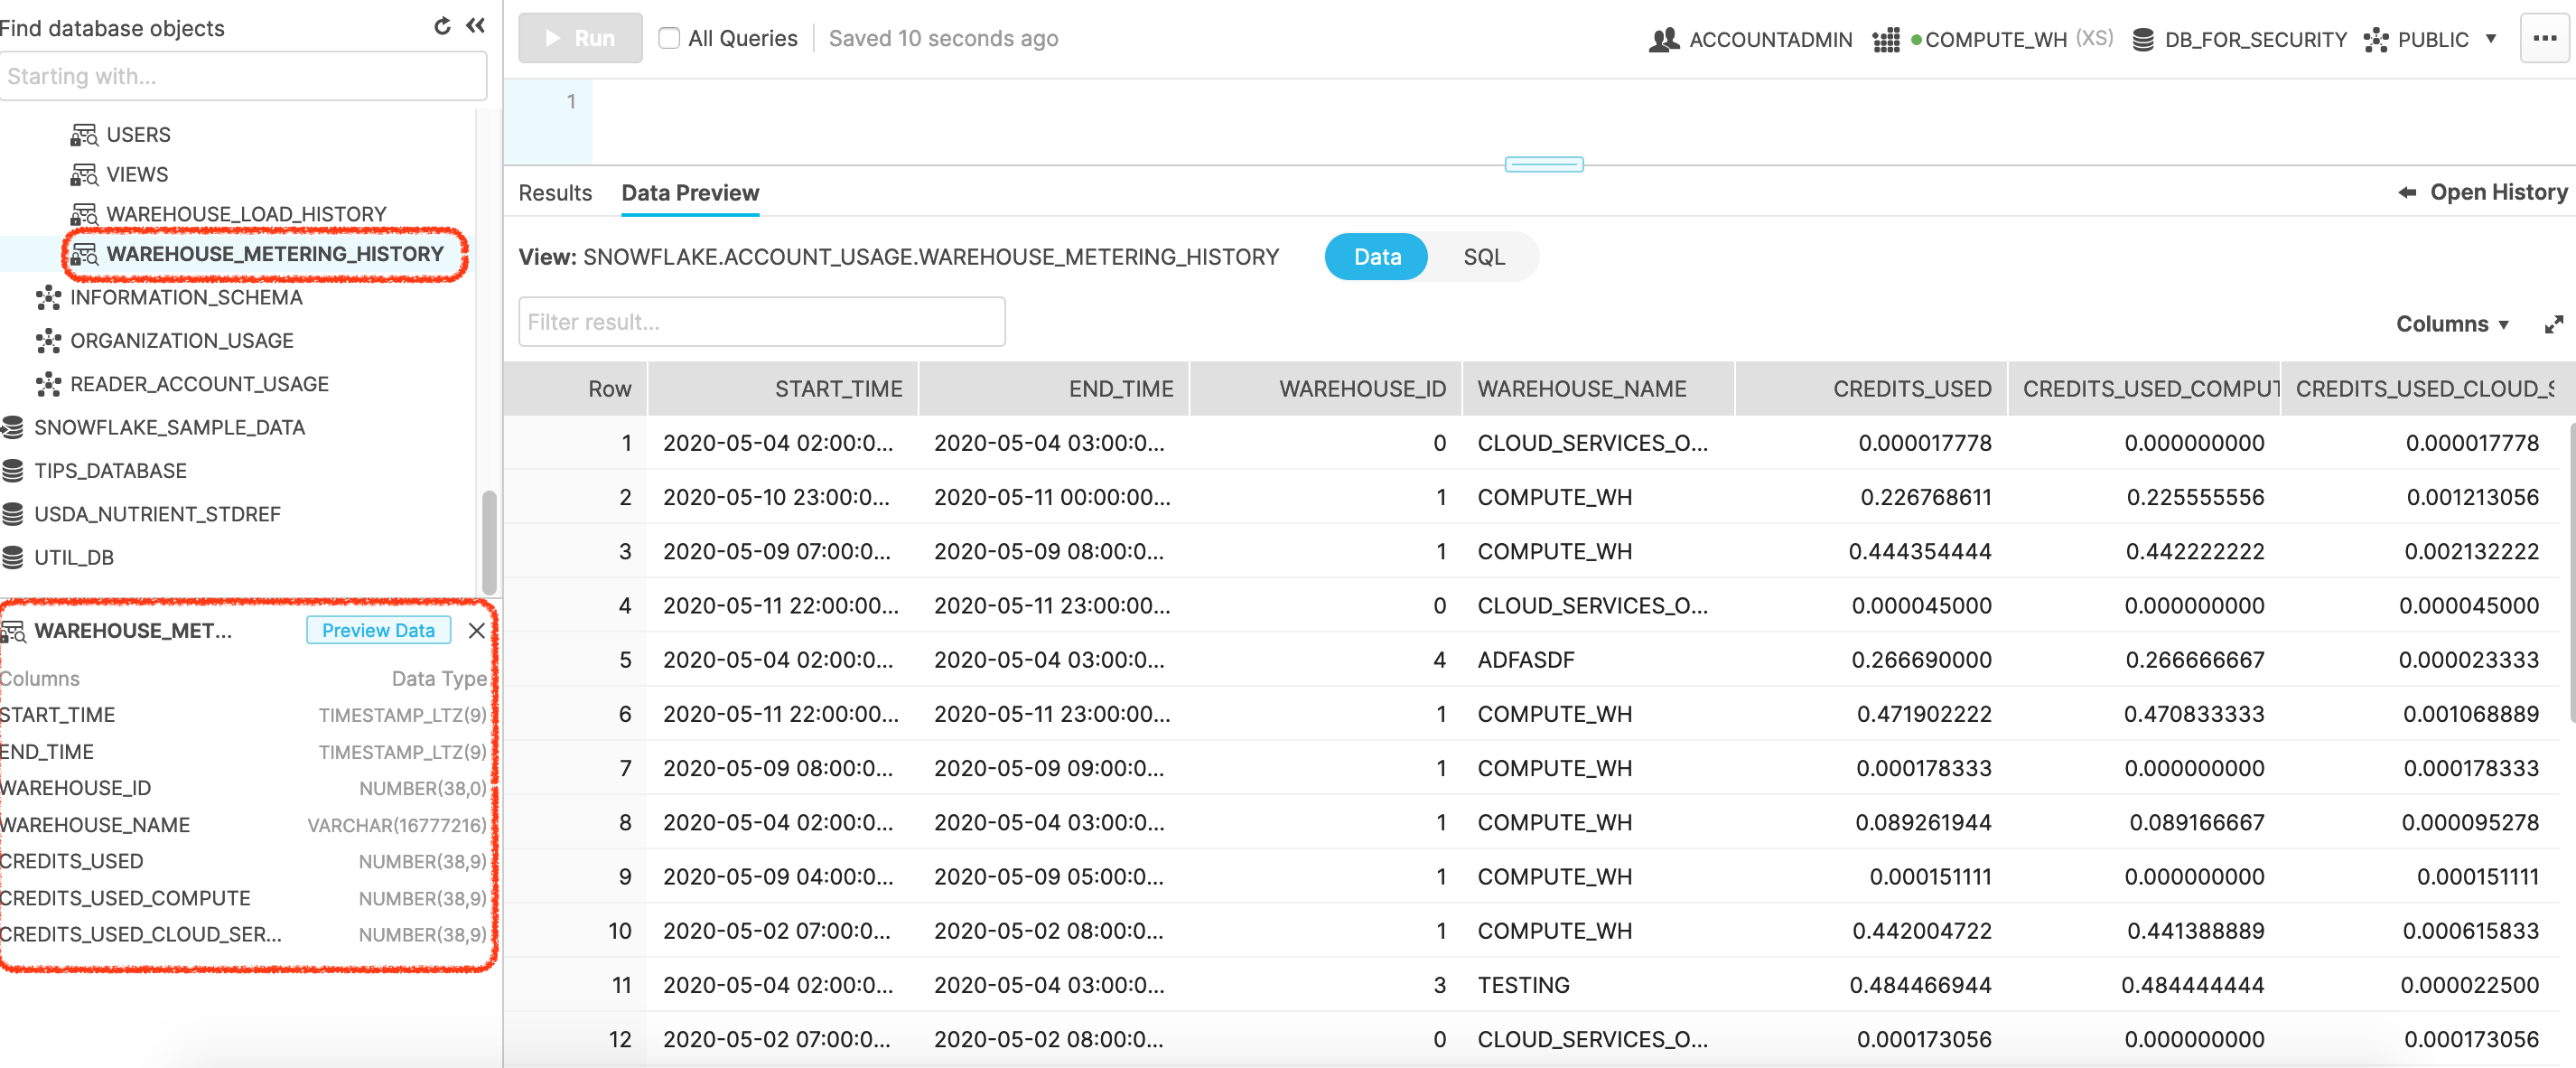 Find database objects
Starting with...
USERS
VIEWS
WAREHOUSE_LOAD_HISTORY
WAREHOUSE_METERING_HISTORY
INFORMATION_SCHEMA
ORGANIZATION_USAGE
READER_ACCOUNT_USAGE
SNOWFLAKE_SAMPLE_DATA
TIPS_DATABASE
USDA_NUTRIENT_STDREF
UTIL_DB
WAREHOUSE_MET... Preview Data
Columns Data Type
START_TIME TIMESTAMP_LTZ(9)
END_TIME TIMESTAMP_LTZ(9)
WAREHOUSE_ID NUMBER(38,0)
WAREHOUSE_NAME VARCHAR(16777216)
CREDITS_USED NUMBER(38,9)
CREDITS_USED_COMPUTE NUMBER(38,9)
CREDITS_USED_CLOUD_SER... NUMBER(38,9)
Run All Queries Saved 10 seconds ago ACCOUNTADMIN COMPUTE_WH (XS) DB_FOR_SECURITY PUBLIC ...
1
Results Data Preview Open History
View: SNOWFLAKE.ACCOUNT_USAGE.WAREHOUSE_METERING_HISTORY Data SQL
Filter result... Columns
Row START_TIME END_TIME WAREHOUSE_ID WAREHOUSE_NAME CREDITS_USED CREDITS_USED_COMPUT CREDITS_USED_CLOUD_S
1 2020-05-04 02:00:0... 2020-05-04 03:00:0... 0 CLOUD_SERVICES_O... 0.000017778 0.000000000 0.000017778
2 2020-05-10 23:00:0... 2020-05-11 00:00:00... 1 COMPUTE_WH 0.226768611 0.225555556 0.001213056
3 2020-05-09 07:00:0... 2020-05-09 08:00:0... 1 COMPUTE_WH 0.444354444 0.442222222 0.002132222
4 2020-05-11 22:00:00... 2020-05-11 23:00:00... 0 CLOUD_SERVICES_O... 0.000045000 0.000000000 0.000045000
5 2020-05-04 02:00:0... 2020-05-04 03:00:0... 4 ADFASDF 0.266690000 0.266666667 0.000023333
6 2020-05-11 22:00:00... 2020-05-11 23:00:00... 1 COMPUTE_WH 0.471902222 0.470833333 0.001068889
7 2020-05-09 08:00:0... 2020-05-09 09:00:0... 1 COMPUTE_WH 0.000178333 0.000000000 0.000178333
8 2020-05-04 02:00:0... 2020-05-04 03:00:0... 1 COMPUTE_WH 0.089261944 0.089166667 0.000095278
9 2020-05-09 04:00:0... 2020-05-09 05:00:0... 1 COMPUTE_WH 0.000151111 0.000000000 0.000151111
10 2020-05-02 07:00:0... 2020-05-02 08:00:0... 1 COMPUTE_WH 0.442004722 0.441388889 0.000615833
11 2020-05-04 02:00:0... 2020-05-04 03:00:0... 3 TESTING 0.484466944 0.484444444 0.000022500
12 2020-05-02 07:00:0... 2020-05-02 08:00:0... 0 CLOUD_SERVICES_O... 0.000173056 0.000000000 0.000173056